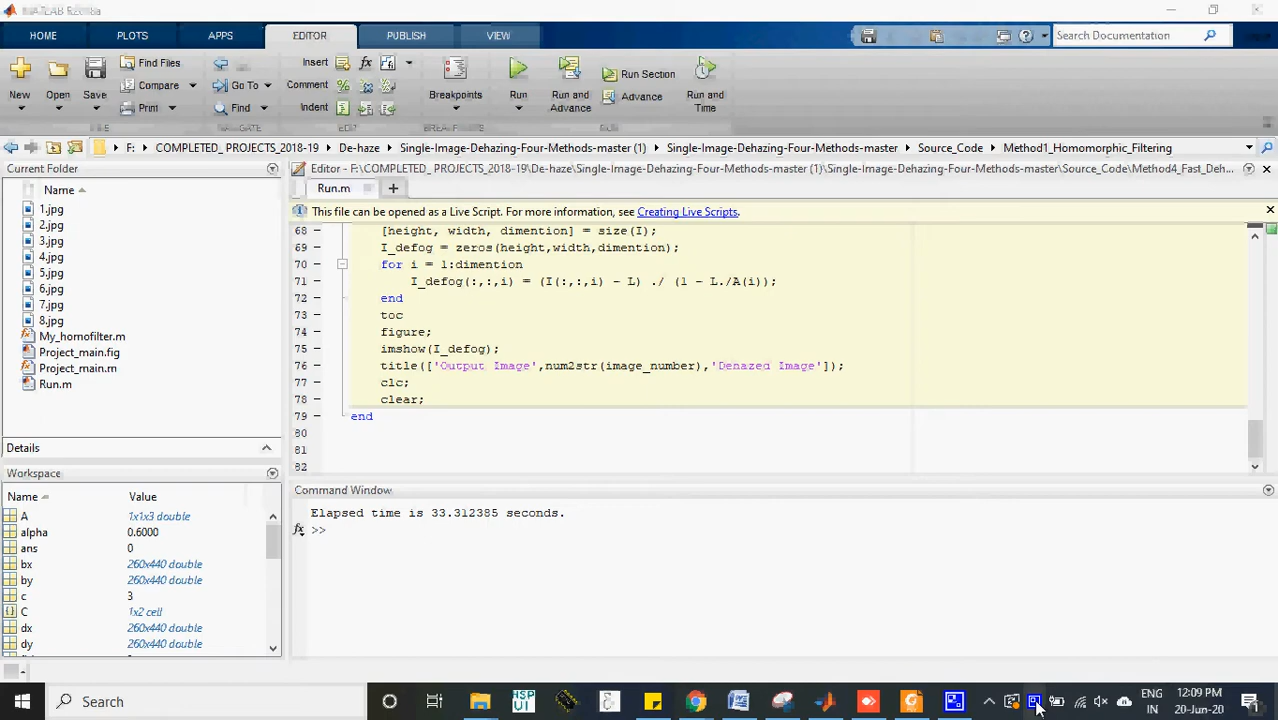 HOME PLOTS APPS EDITOR PUBLISH VIEW Search Documentation
New Open Save Find Files Compare Print
Go To Find
Insert fx Comment Indent
Breakpoints Run Run and Advance Run Section Advance Run and Time
F: COMPLETED_ PROJECTS_2018-19 De-haze Single-Image-Dehazing-Four-Methods-master (1) Single-Image-Dehazing-Four-Methods-master Source_Code Method1_Homomorphic_Filtering
Current Folder
Name
1.jpg
2.jpg
3.jpg
4.jpg
5.jpg
6.jpg
7.jpg
8.jpg
My_homofilter.m
Project_main.fig
Project_main.m
Run.m
Details
Workspace
Name Value
A 1x1x3 double
alpha 0.6000
ans 0
bx 260x440 double
by 260x440 double
c 3
C 1x2 cell
dx 260x440 double
dy 260x440 double
Editor - F:\COMPLETED_ PROJECTS_2018-19\De-haze\Single-Image-Dehazing-Four-Methods-master (1)\Single-Image-Dehazing-Four-Methods-master\Source_Code\Method4_Fast_Deh...
Run.m +
This file can be opened as a Live Script. For more information, see Creating Live Scripts.
68 [height, width, dimention] = size(I);
69 I_defog = zeros(height,width,dimention);
70 for i = 1:dimention
71 I_defog(:,:,i) = (I(:,:,i) - L) ./ (1 - L./A(i));
72 end
73 toc
74 figure;
75 imshow(I_defog);
76 title(['Output Image',num2str(image_number),'Dehazed Image']);
77 clc;
78 clear;
79 end
80
81
82
Command Window
Elapsed time is 33.312385 seconds.
fx >>
Search
HSP UI
ENG IN
12:09 PM
20-Jun-20
1